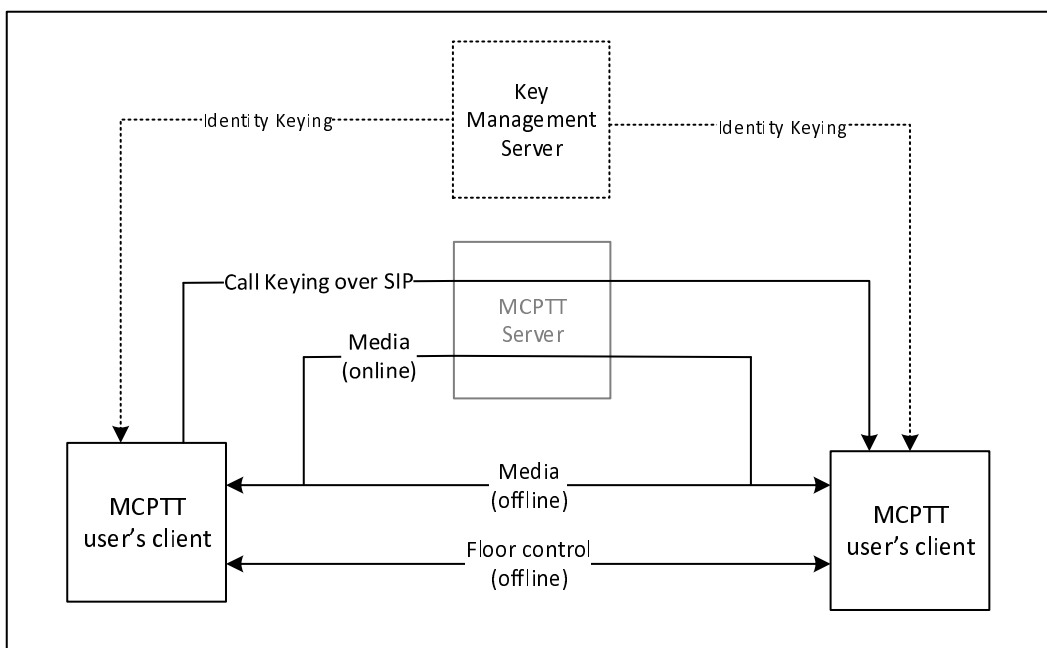 Key
Management
Server
Identity Keying
Identity Keying
Call Keying over SIP
MCPTT
Server
Media
(online)
Media
(offline)
MCPTT
user's client
MCPTT
user's client
Floor control
(offline)